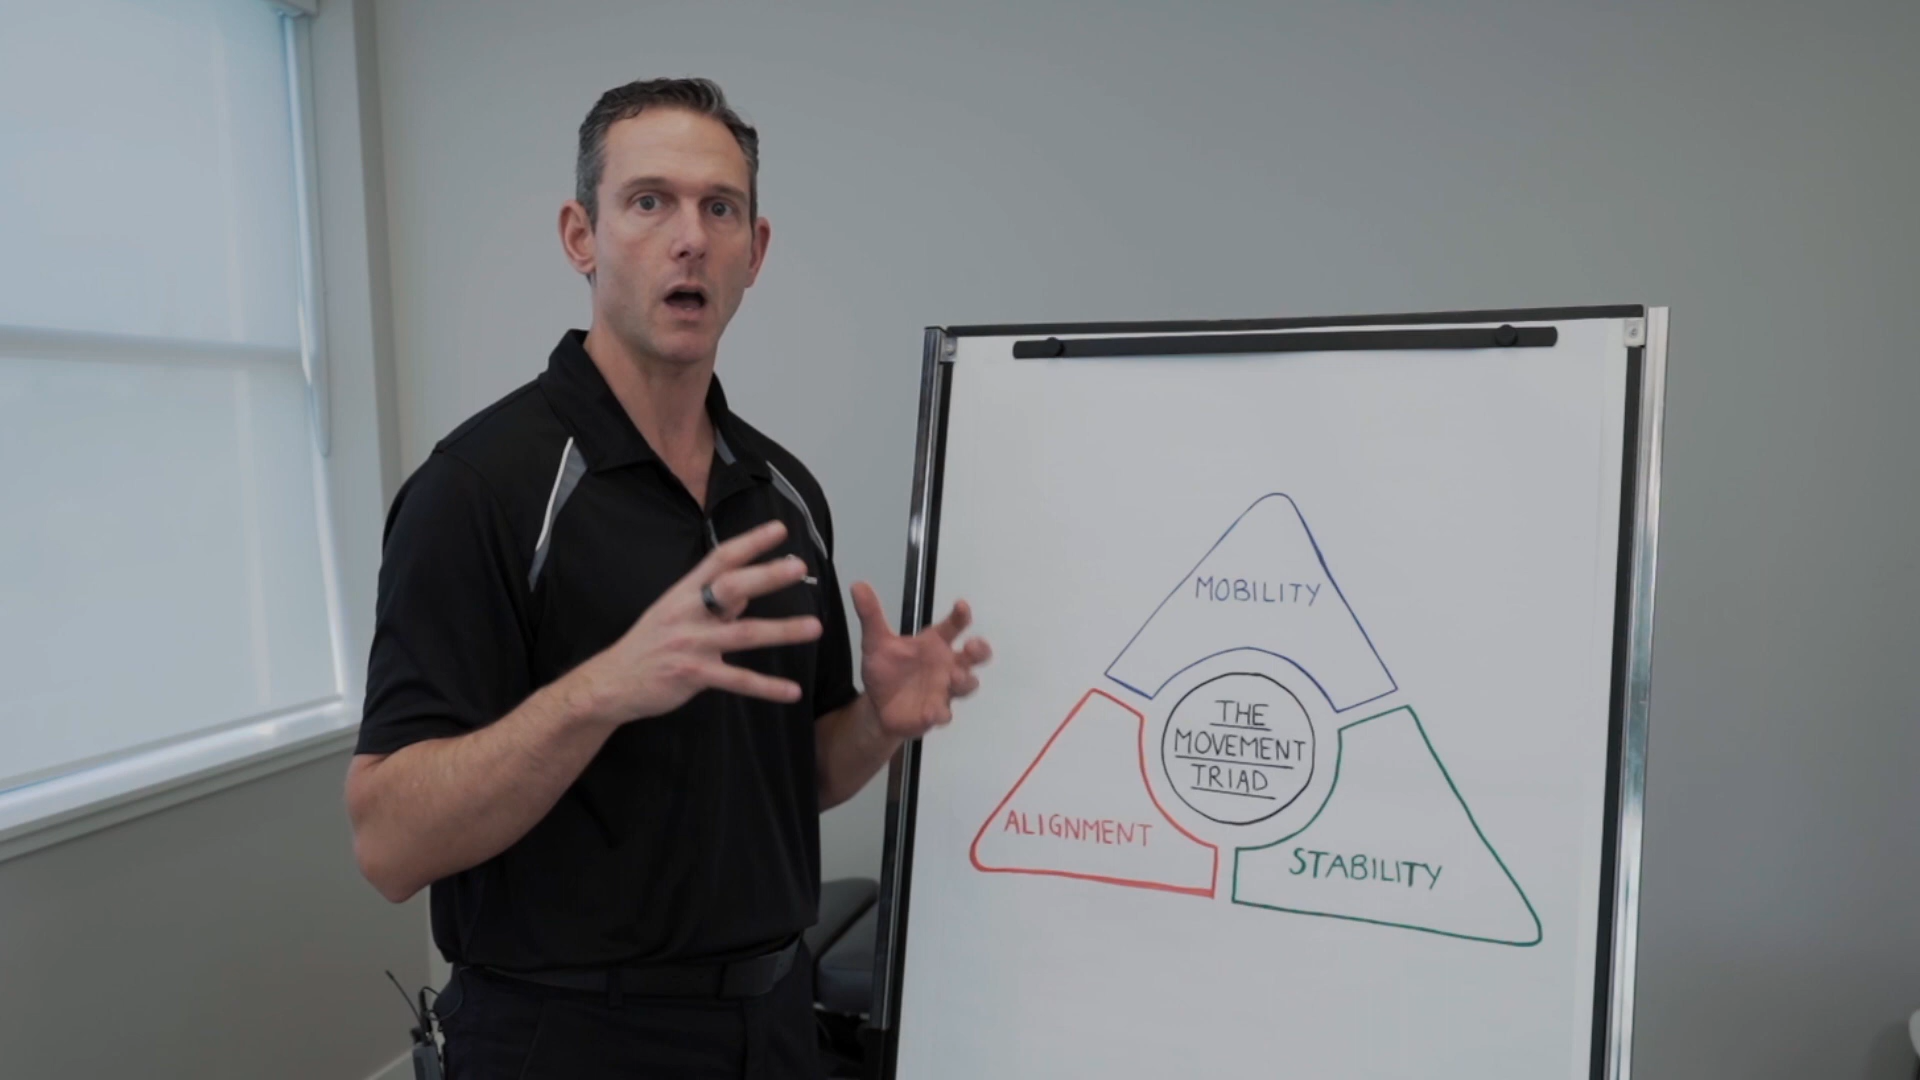 MOBILITY
THE
MOVEMENT
TRIAD
ALIGNMENT
STABILITY